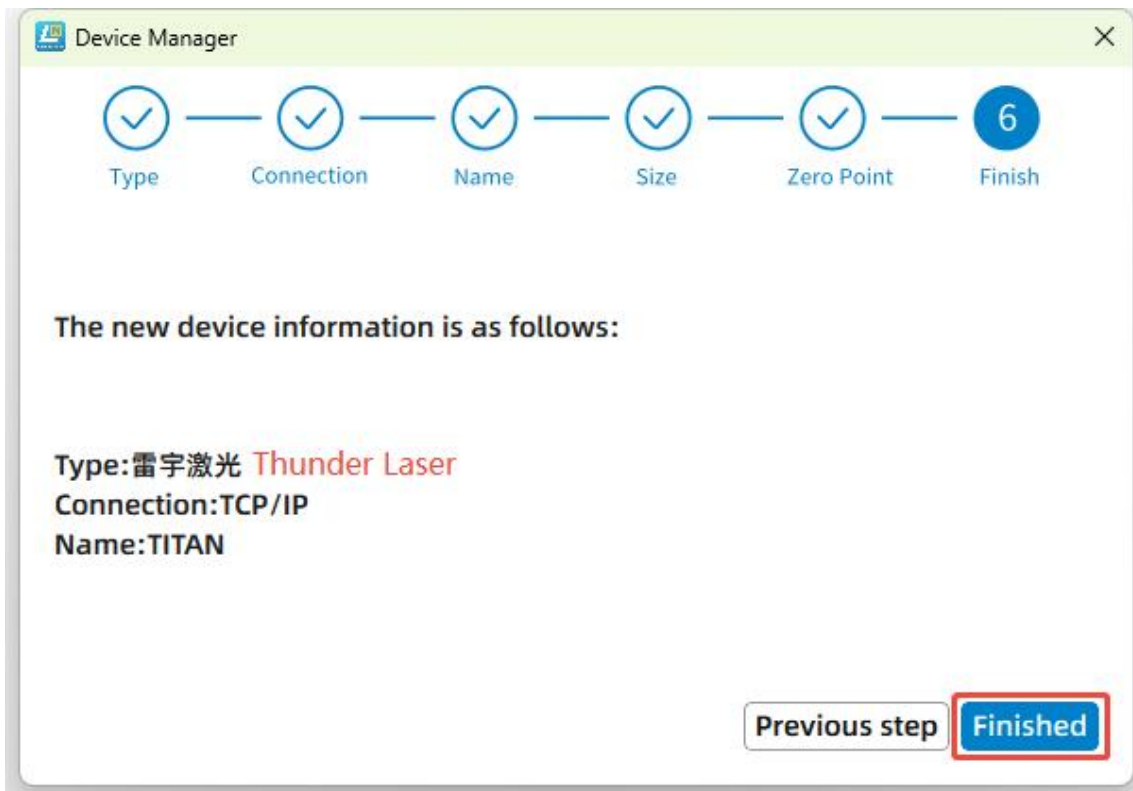 Device Manager
6
Type Connection Name Size Zero Point Finish
The new device information is as follows:
Type:雷宇激光 Thunder Laser
Connection:TCP/IP
Name:TITAN
Previous step Finished